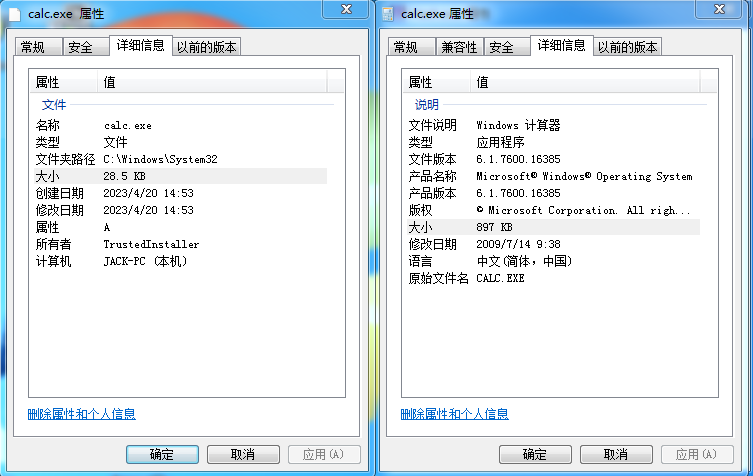 calc.exe 属性
常规 安全 详细信息 以前的版本
属性 值
文件
名称 calc.exe
类型 文件
文件夹路径 C:\Windows\System32
大小 28.5 KB
创建日期 2023/4/20 14:53
修改日期 2023/4/20 14:53
属性 A
所有者 TrustedInstaller
计算机 JACK-PC (本机)
删除属性和个人信息
确定 取消 应用(A)
calc.exe 属性
常规 兼容性 安全 详细信息 以前的版本
属性 值
说明
文件说明 Windows 计算器
类型 应用程序
文件版本 6.1.7600.16385
产品名称 Microsoft® Windows® Operating System
产品版本 6.1.7600.16385
版权 © Microsoft Corporation. All righ...
大小 897 KB
修改日期 2009/7/14 9:38
语言 中文(简体，中国)
原始文件名 CALC.EXE
删除属性和个人信息
确定 取消 应用(A)